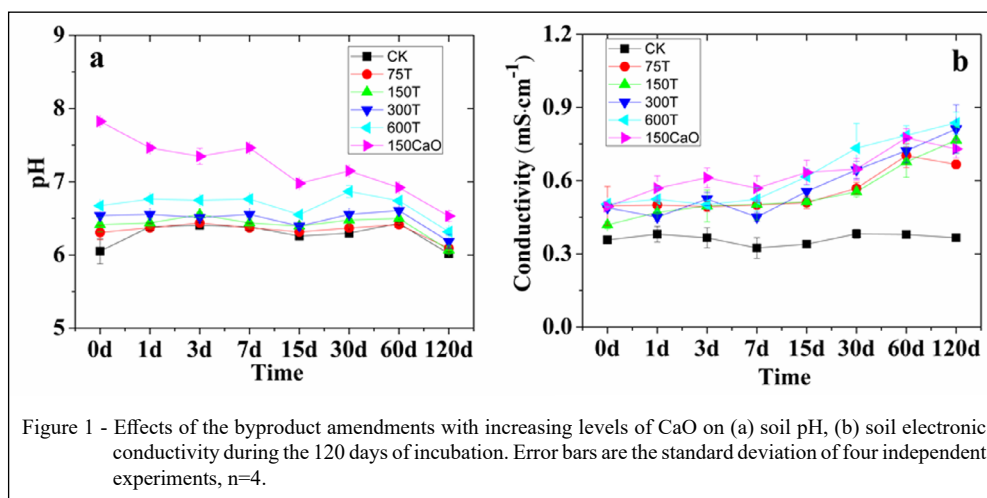 a
CK
75T
150T
300T
600T
150CaO
9
8
7
6
5
pH
0d 1d 3d 7d 15d 30d 60d 120d
Time
b
CK
75T
150T
300T
600T
150CaO
1.2
0.9
0.6
0.3
0.0
Conductivity (mS·cm⁻¹)
0d 1d 3d 7d 15d 30d 60d 120d
Time
Figure 1 - Effects of the byproduct amendments with increasing levels of CaO on (a) soil pH, (b) soil electronic
conductivity during the 120 days of incubation. Error bars are the standard deviation of four independent
experiments, n=4.